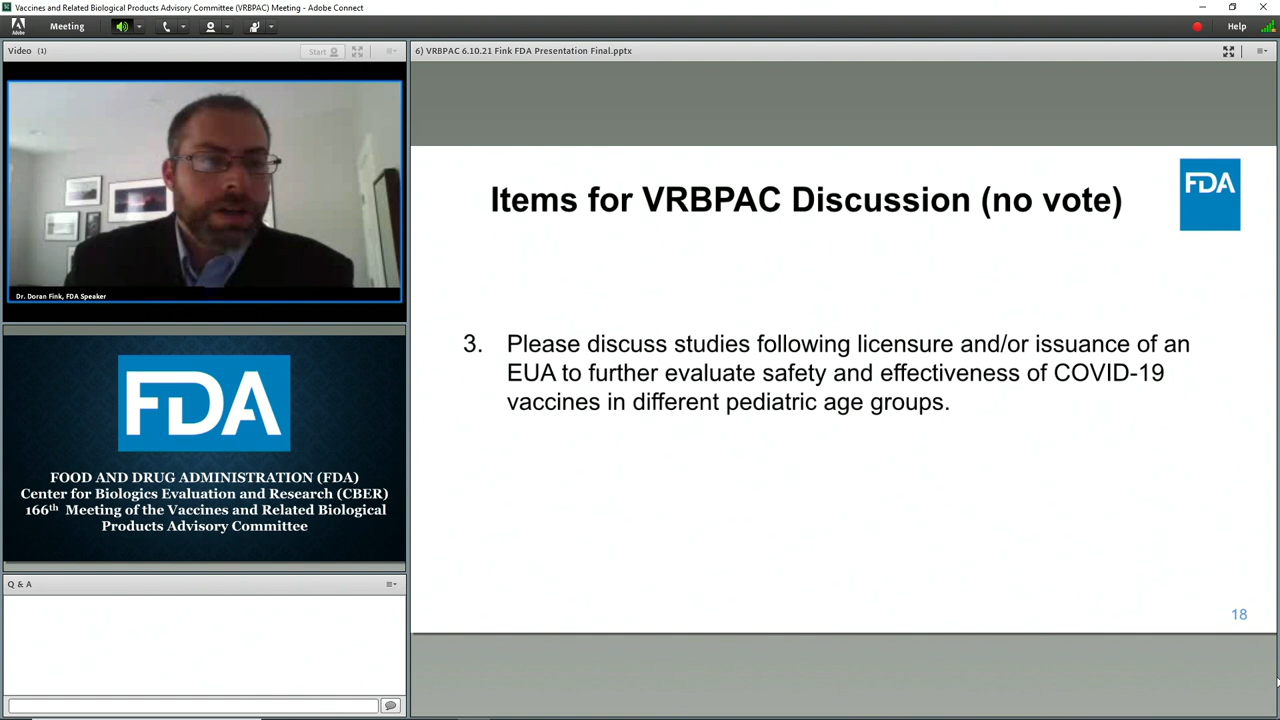 Vaccines and Related Biological Products Advisory Committee (VRBPAC) Meeting - Adobe Connect
Adobe
Meeting
Help
Video (1)
Start
6) VRBPAC 6.10.21 Fink FDA Presentation Final.pptx
Dr. Doran Fink, FDA Speaker
FDA
FOOD AND DRUG ADMINISTRATION (FDA)
Center for Biologics Evaluation and Research (CBER)
166th Meeting of the Vaccines and Related Biological
Products Advisory Committee
Q & A
Items for VRBPAC Discussion (no vote)
FDA
3. Please discuss studies following licensure and/or issuance of an
EUA to further evaluate safety and effectiveness of COVID-19
vaccines in different pediatric age groups.
18